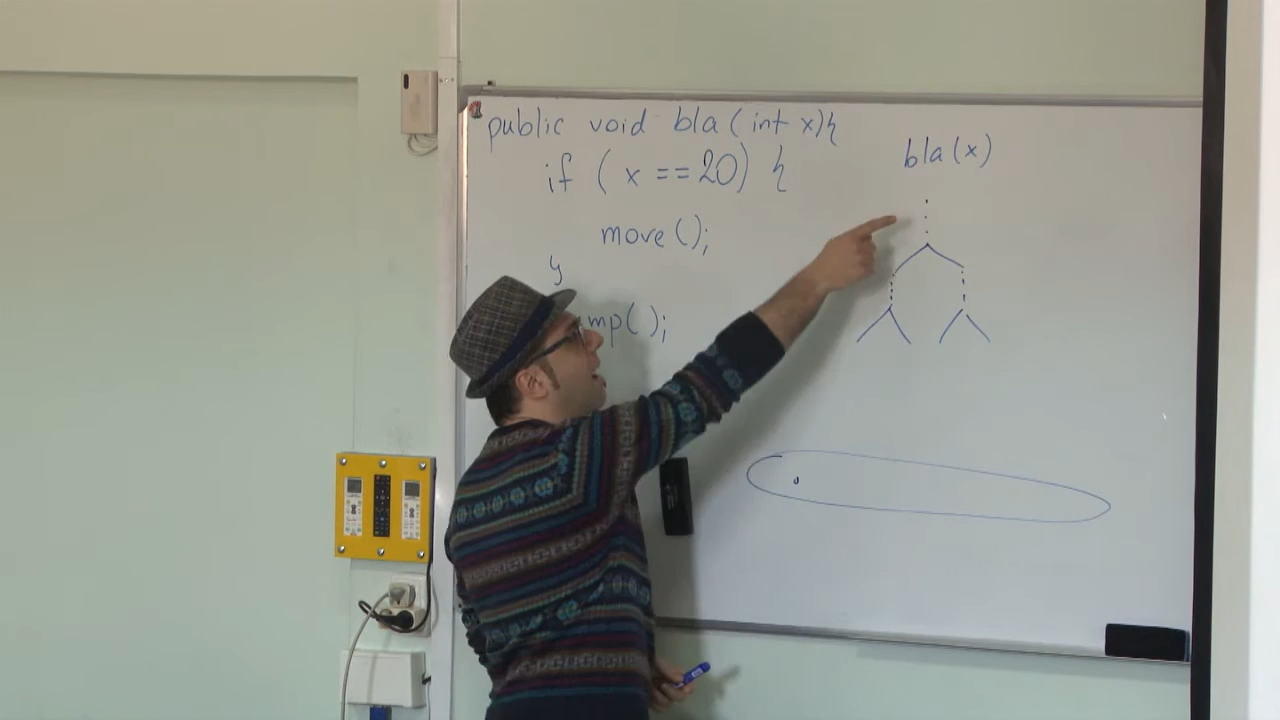 public void bla(int x){
if (x==20) {
move();
}
mp();
bla(x)